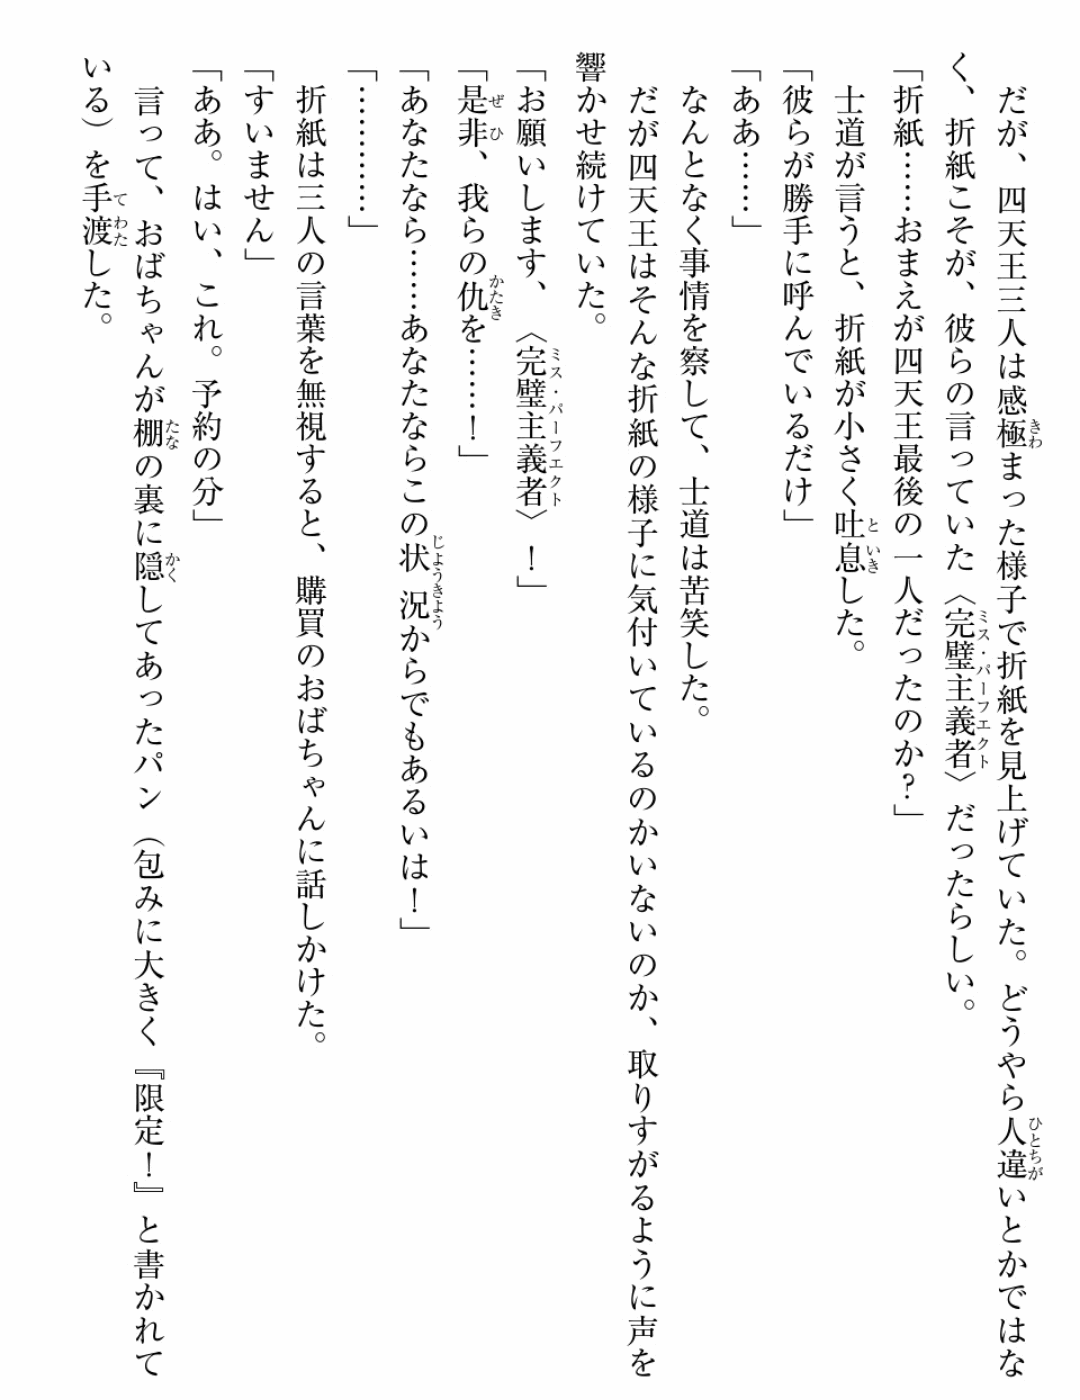 だが、四天王三人は感極まった様子で折紙を見上げていた。どうやら人違いとかではな
く、折紙こそが、彼らの言っていた〈完璧主義者〉だったらしい。
「折紙……おまえが四天王最後の一人だったのか?」
士道が言うと、折紙が小さく吐息した。
「彼らが勝手に呼んでいるだけ」
「ああ……」
なんとなく事情を察して、士道は苦笑した。
だが四天王はそんな折紙の様子に気付いているのかいないのか、取りすがるように声を
響かせ続けていた。
「お願いします、〈完璧主義者〉!」
「是非、我らの仇を……!」
「あなたなら……あなたならこの状況からでもあるいは!」
「…………」
折紙は三人の言葉を無視すると、購買のおばちゃんに話しかけた。
「すいません」
「ああ。はい、これ。予約の分」
言って、おばちゃんが棚の裏に隠してあったパン(包みに大きく『限定!』と書かれて
いる)を手渡した。